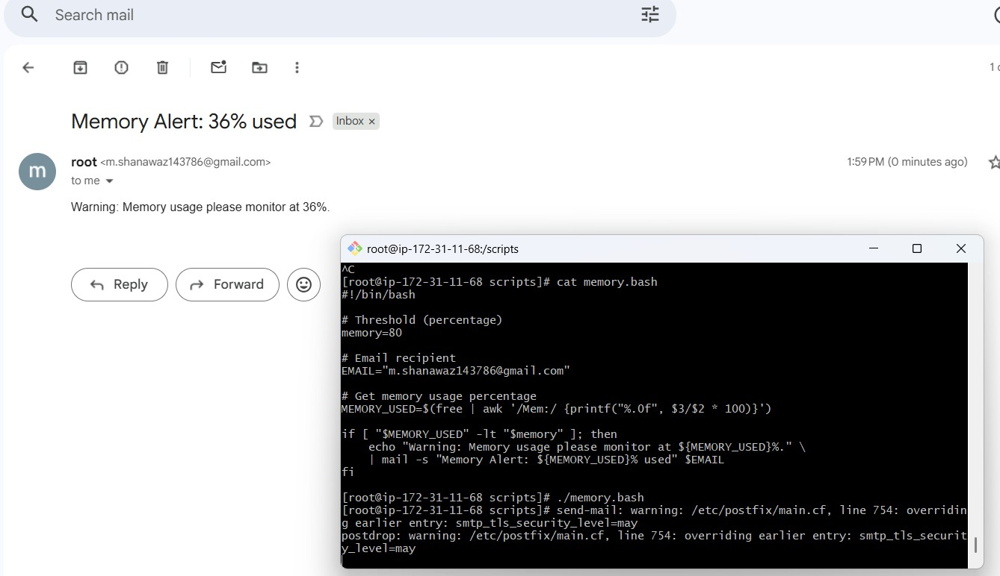 Search mail
1
Memory Alert: 36% used
Inbox ×
m
root <m.shanawaz143786@gmail.com>
1:59 PM (0 minutes ago)
to me
Warning: Memory usage please monitor at 36%.
Reply
Forward
root@ip-172-31-11-68:/scripts
^C
[root@ip-172-31-11-68 scripts]# cat memory.bash
#!/bin/bash
# Threshold (percentage)
memory=80
# Email recipient
EMAIL="m.shanawaz143786@gmail.com"
# Get memory usage percentage
MEMORY_USED=$(free | awk '/Mem:/ {printf("%.0f", $3/$2 * 100)}')
if [ "$MEMORY_USED" -lt "$memory" ]; then
    echo "Warning: Memory usage please monitor at ${MEMORY_USED}%." \
    | mail -s "Memory Alert: ${MEMORY_USED}% used" $EMAIL
fi
[root@ip-172-31-11-68 scripts]# ./memory.bash
[root@ip-172-31-11-68 scripts]# send-mail: warning: /etc/postfix/main.cf, line 754: overridin
g earlier entry: smtp_tls_security_level=may
postdrop: warning: /etc/postfix/main.cf, line 754: overriding earlier entry: smtp_tls_securit
y_level=may